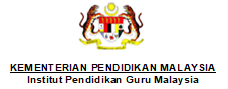 KEMENTERIAN PENDIDIKAN MALAYSIA
Institut Pendidikan Guru Malaysia